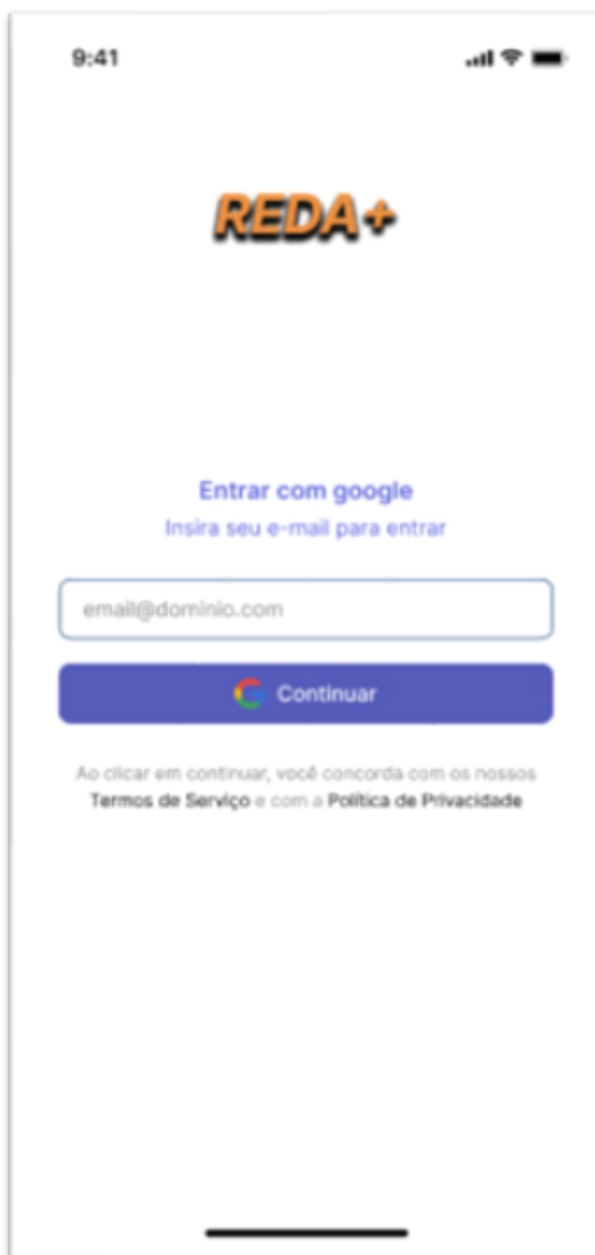 9:41
REDA+
Entrar com google
Insira seu e-mail para entrar
email@dominio.com
Continuar
Ao clicar em continuar, você concorda com os nossos
Termos de Serviço e com a Política de Privacidade